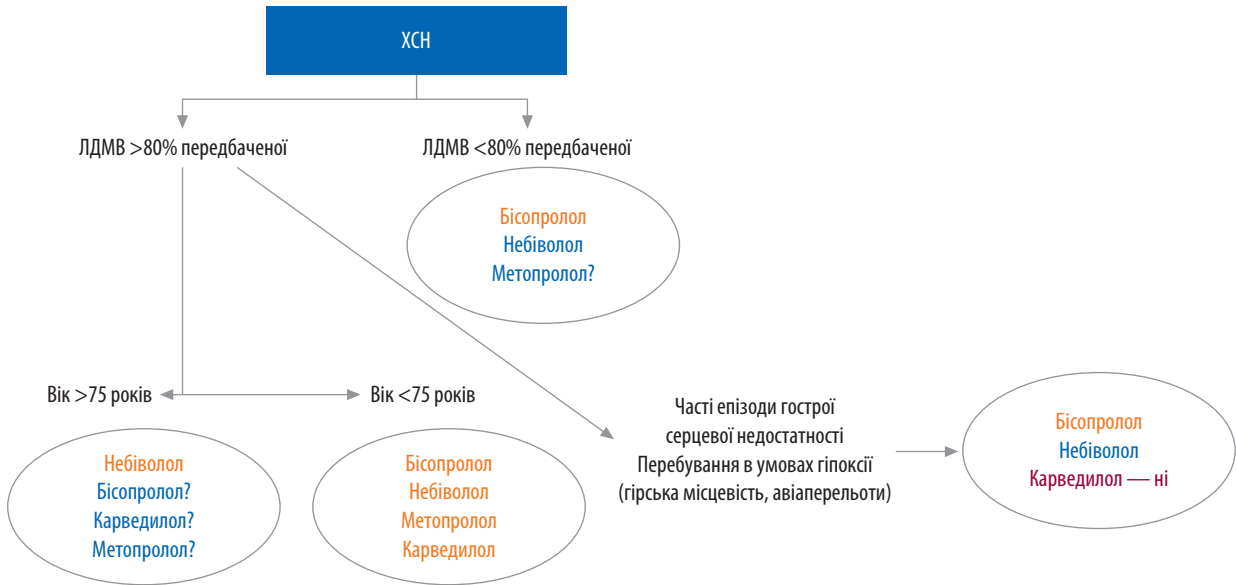 ХСН
ЛДМВ >80% передбаченої
ЛДМВ <80% передбаченої
Бісопролол
Небіволол
Метопролол?
Вік >75 років
Вік <75 років
Небіволол
Бісопролол?
Карведилол?
Метопролол?
Бісопролол
Небіволол
Метопролол
Карведилол
Часті епізоди гострої
серцевої недостатності
Перебування в умовах гіпоксії
(гірська місцевість, авіаперельоти)
Бісопролол
Небіволол
Карведилол — ні